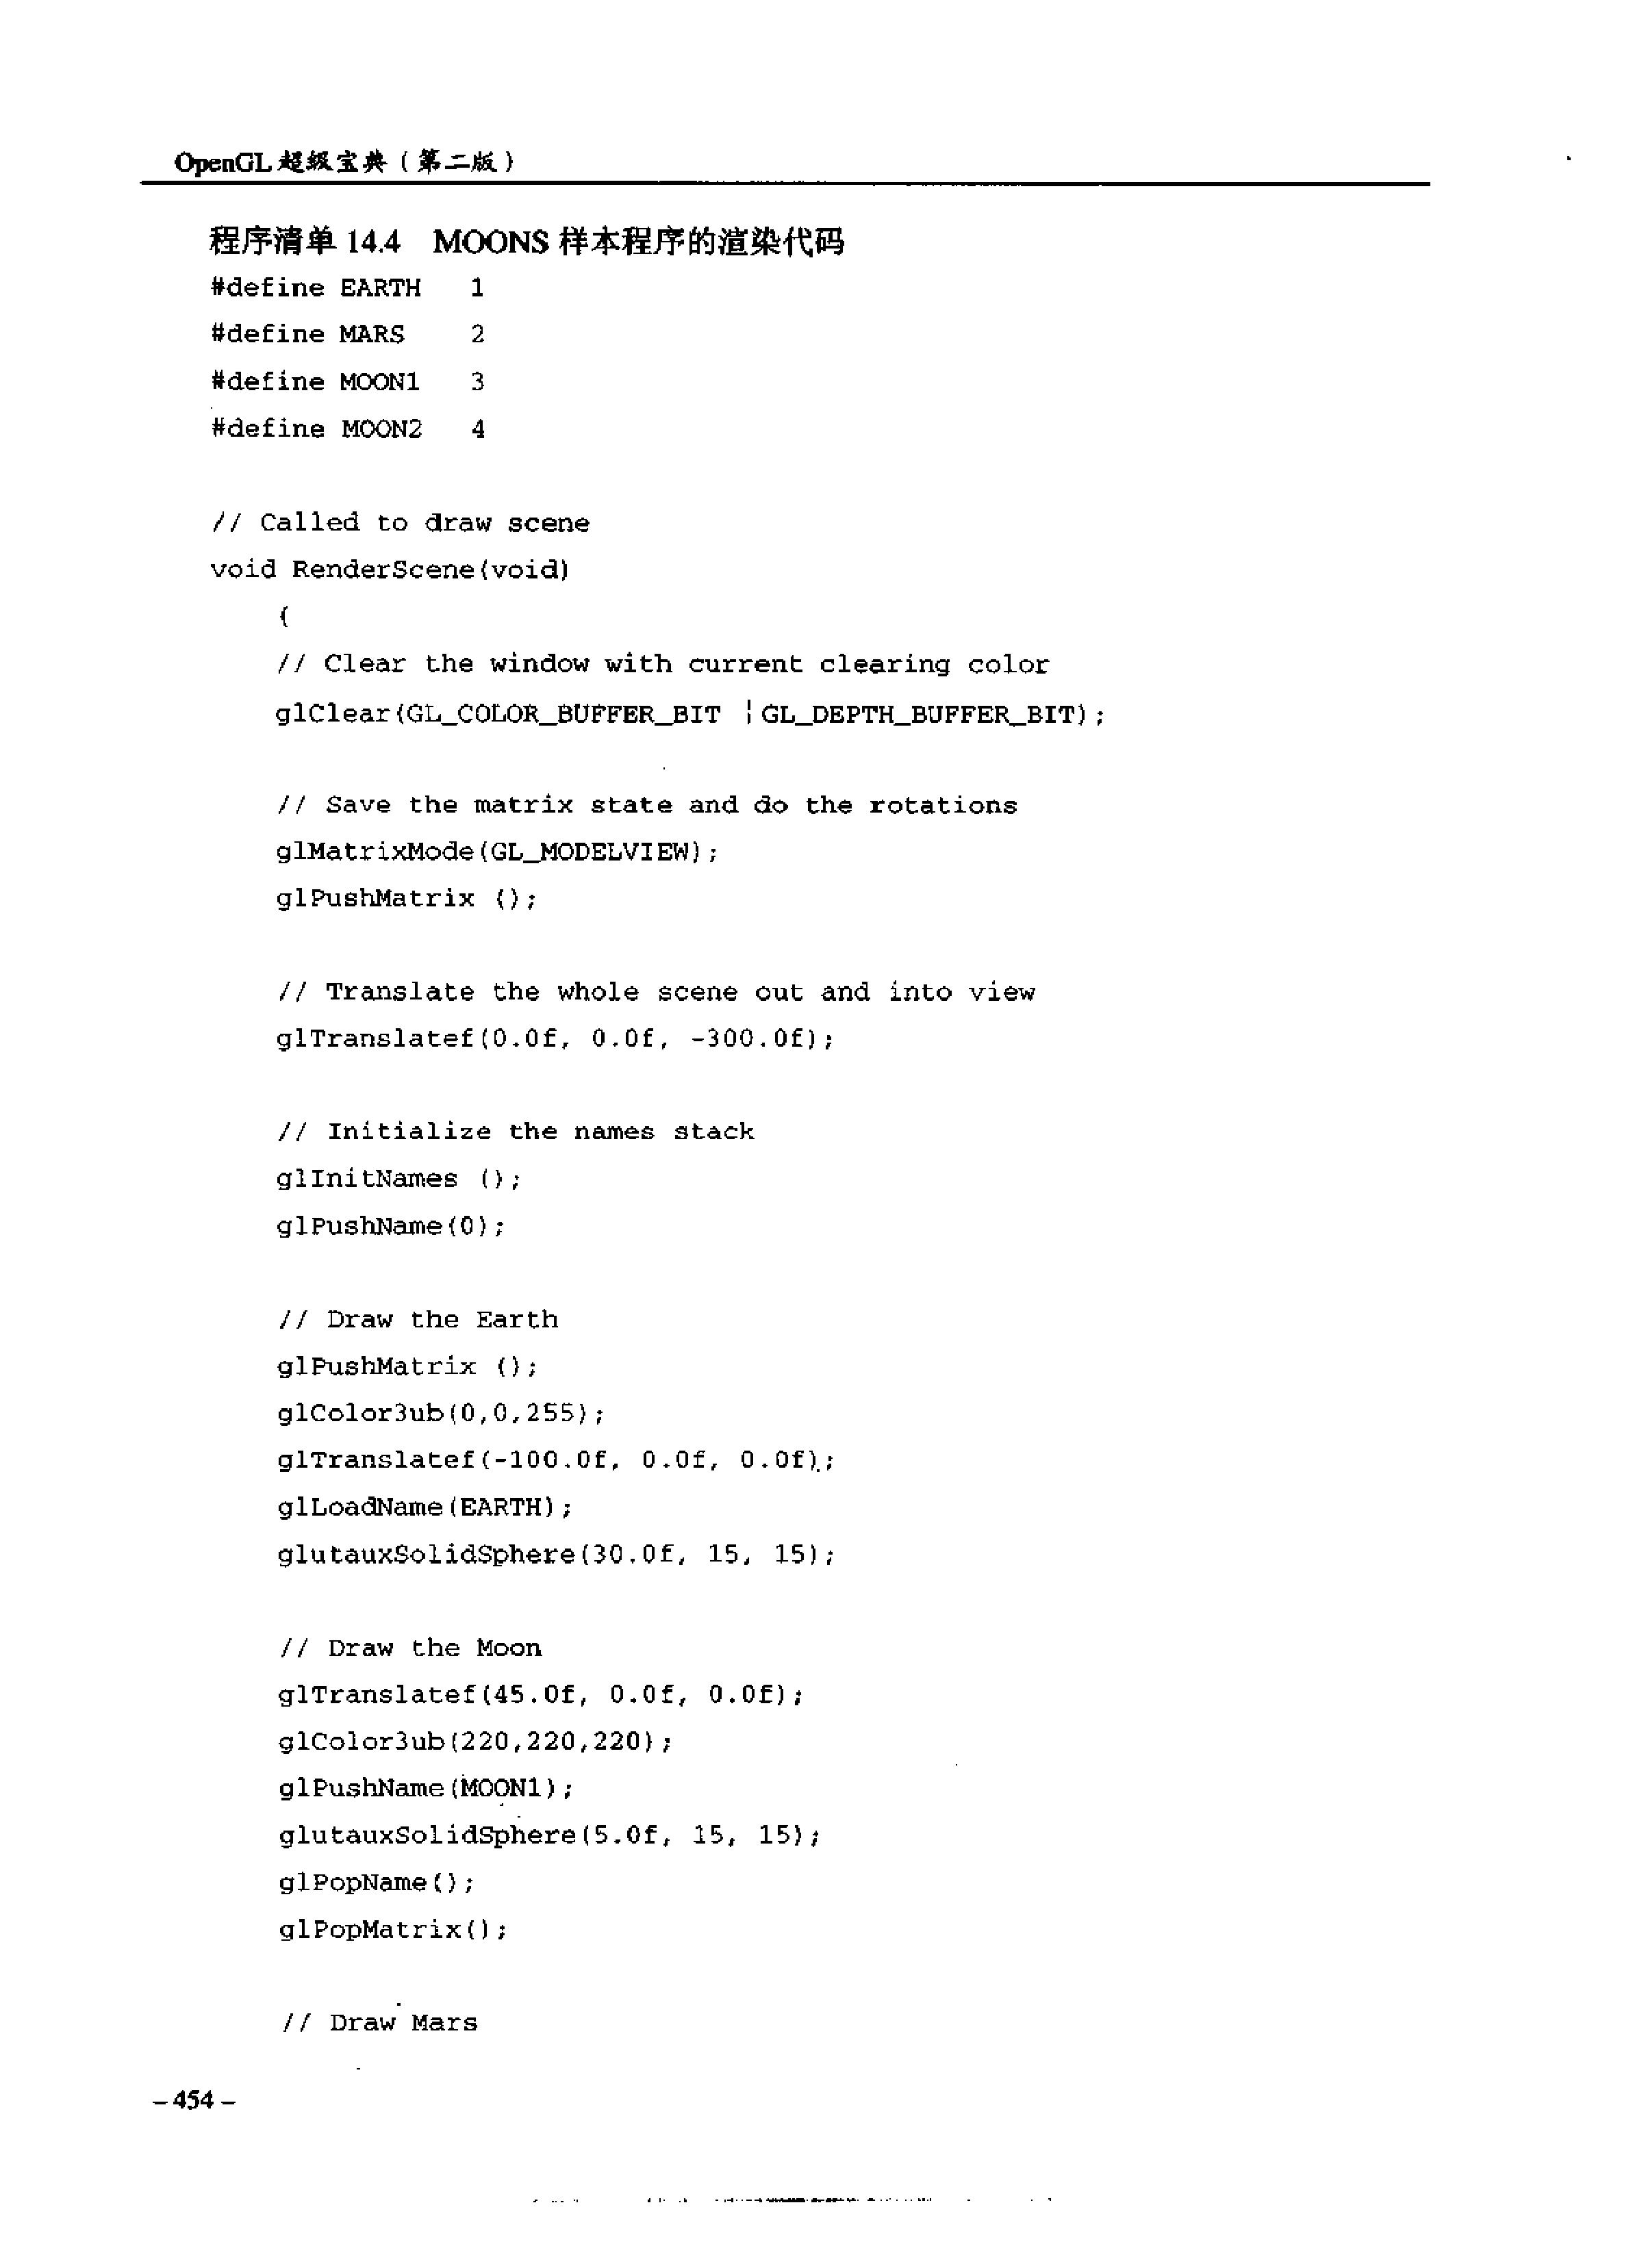 OpenGL 超级宝典（第二版）
程序清单 14.4 MOONS 样本程序的渲染代码
#define EARTH 1
#define MARS 2
#define MOON1 3
#define MOON2 4
// Called to draw scene
void RenderScene(void)
{
// Clear the window with current clearing color
glClear(GL_COLOR_BUFFER_BIT ¦ GL_DEPTH_BUFFER_BIT);
// Save the matrix state and do the rotations
glMatrixMode(GL_MODELVIEW);
glPushMatrix ();
// Translate the whole scene out and into view
glTranslatef(0.0f, 0.0f, -300.0f);
// Initialize the names stack
glInitNames ();
glPushName(0);
// Draw the Earth
glPushMatrix ();
glColor3ub(0,0,255);
glTranslatef(-100.0f, 0.0f, 0.0f);
glLoadName(EARTH);
glutauxSolidSphere(30.0f, 15, 15);
// Draw the Moon
glTranslatef(45.0f, 0.0f, 0.0f);
glColor3ub(220,220,220);
glPushName(MOON1);
glutauxSolidSphere(5.0f, 15, 15);
glPopName();
glPopMatrix();
// Draw Mars
– 454 –